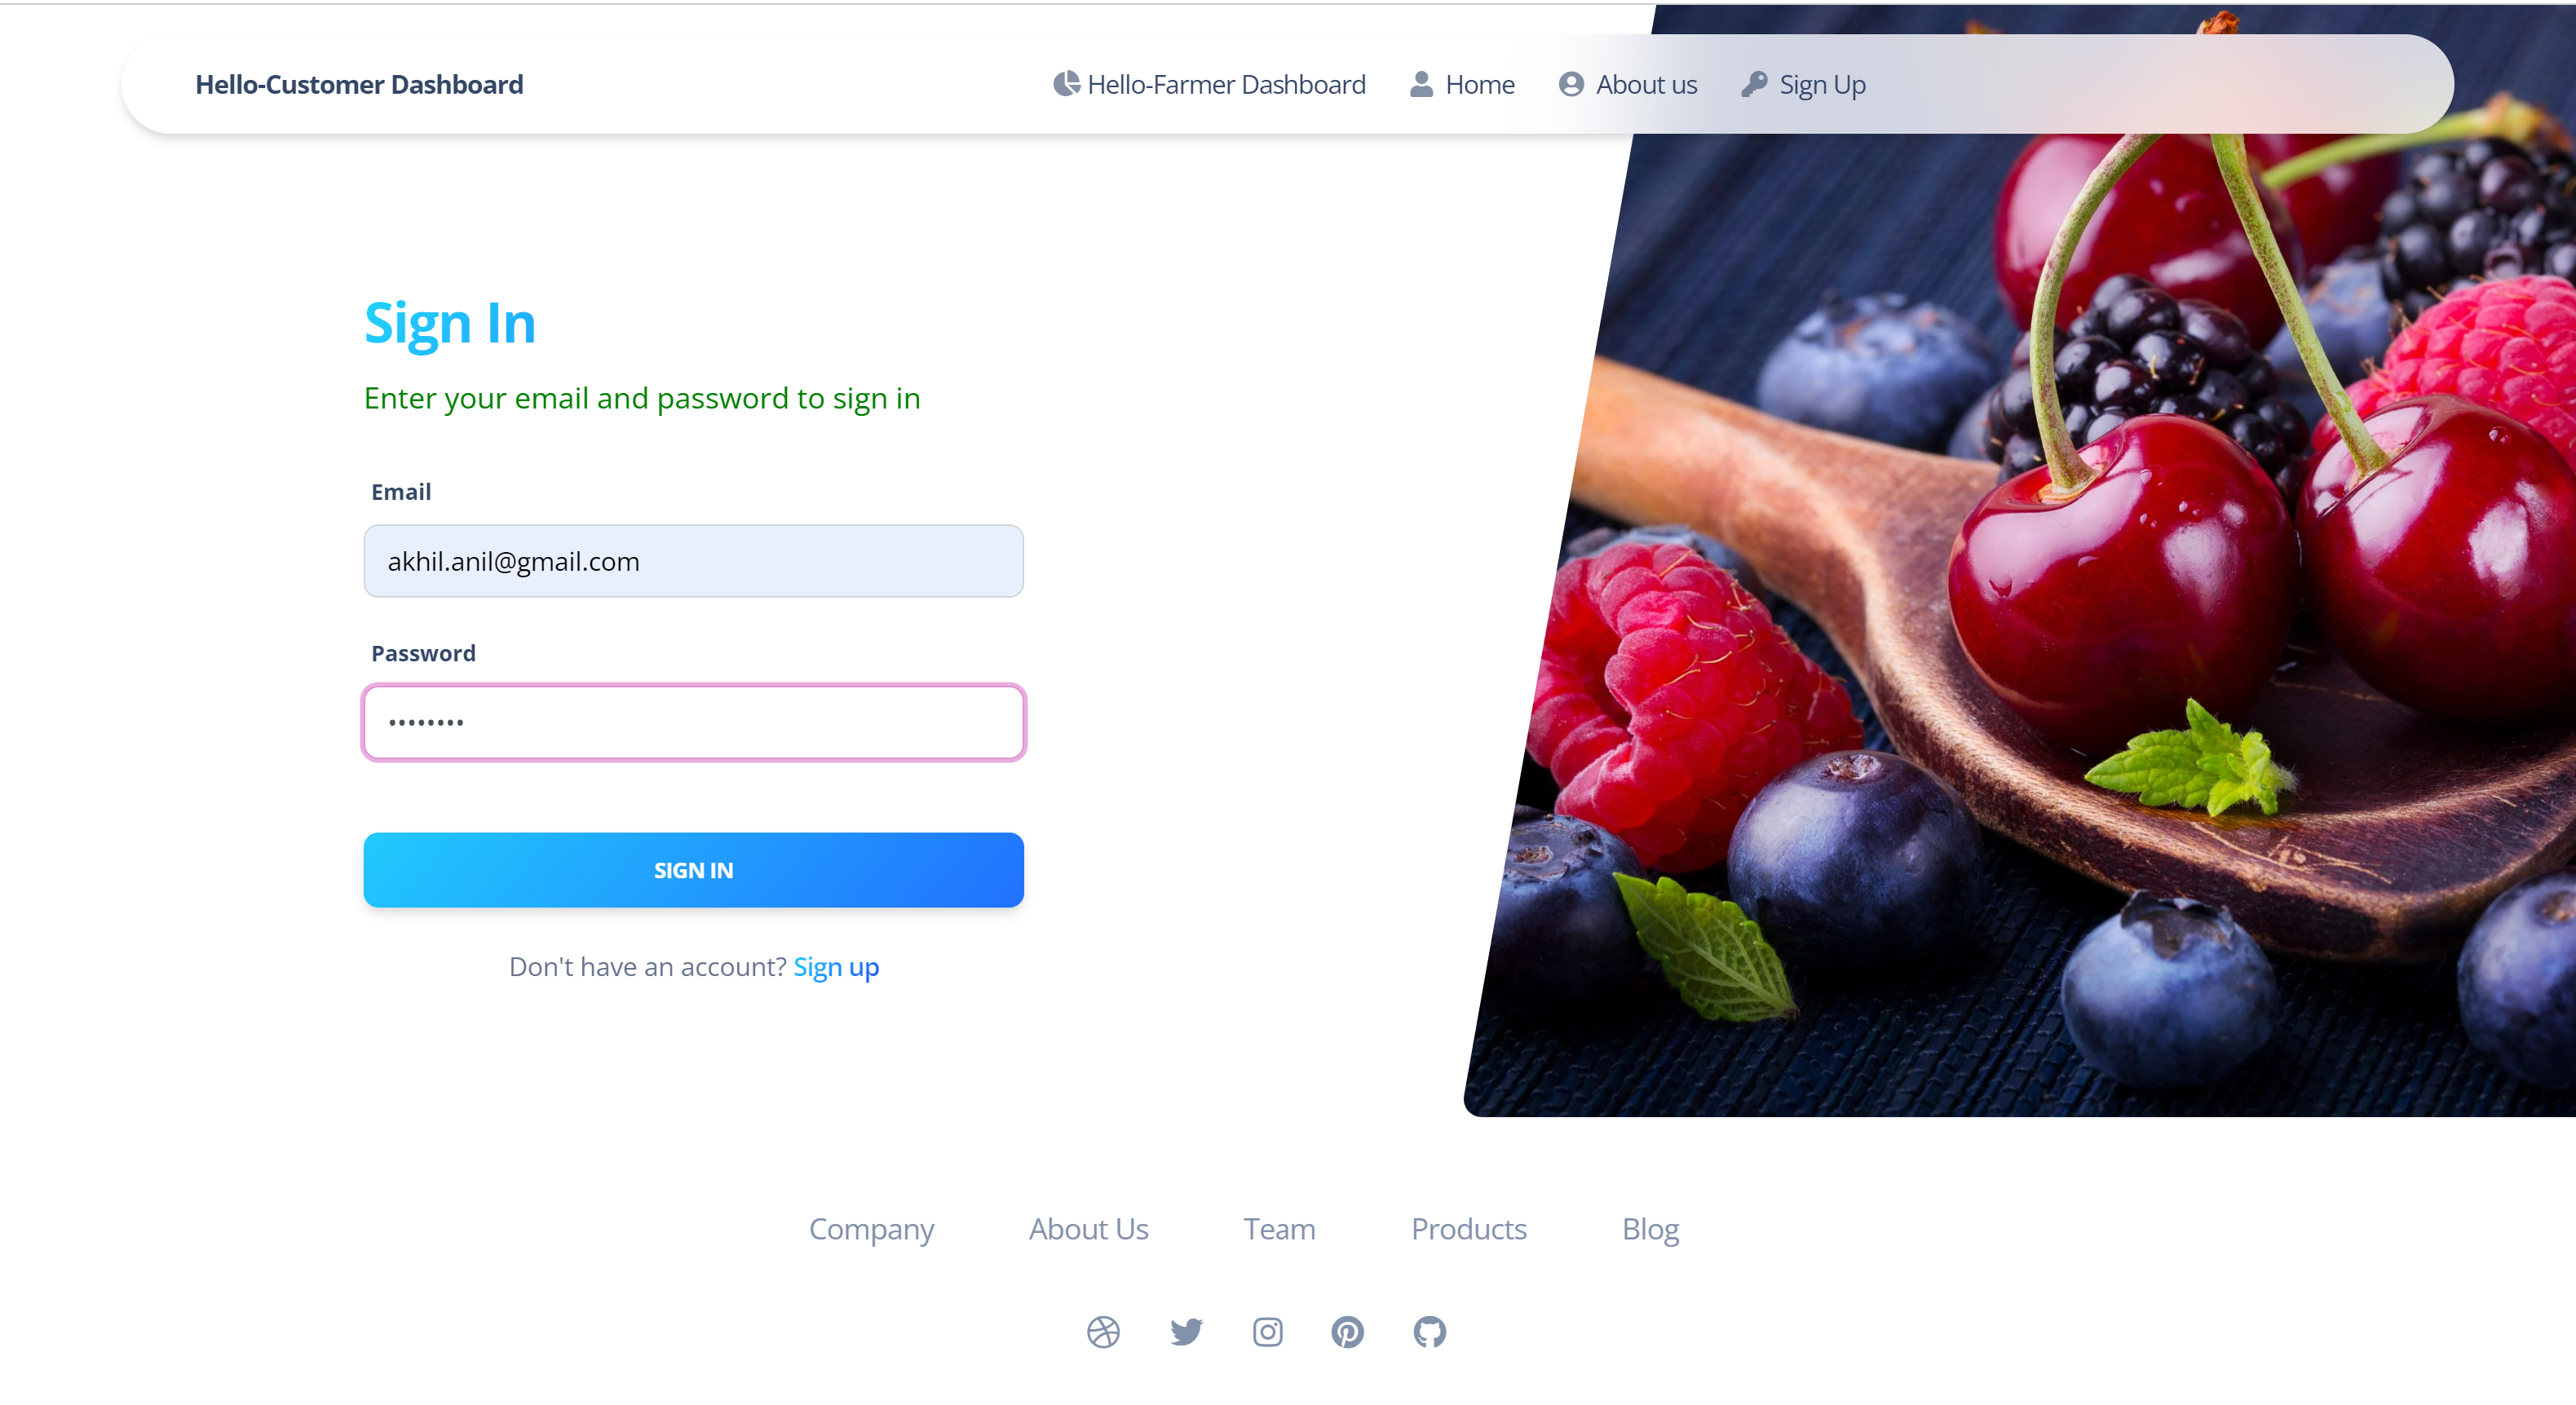 Hello-Customer Dashboard
Hello-Farmer Dashboard Home About us Sign Up
Sign In
Enter your email and password to sign in
Email
akhil.anil@gmail.com
Password
••••••••
SIGN IN
Don't have an account? Sign up
Company About Us Team Products Blog